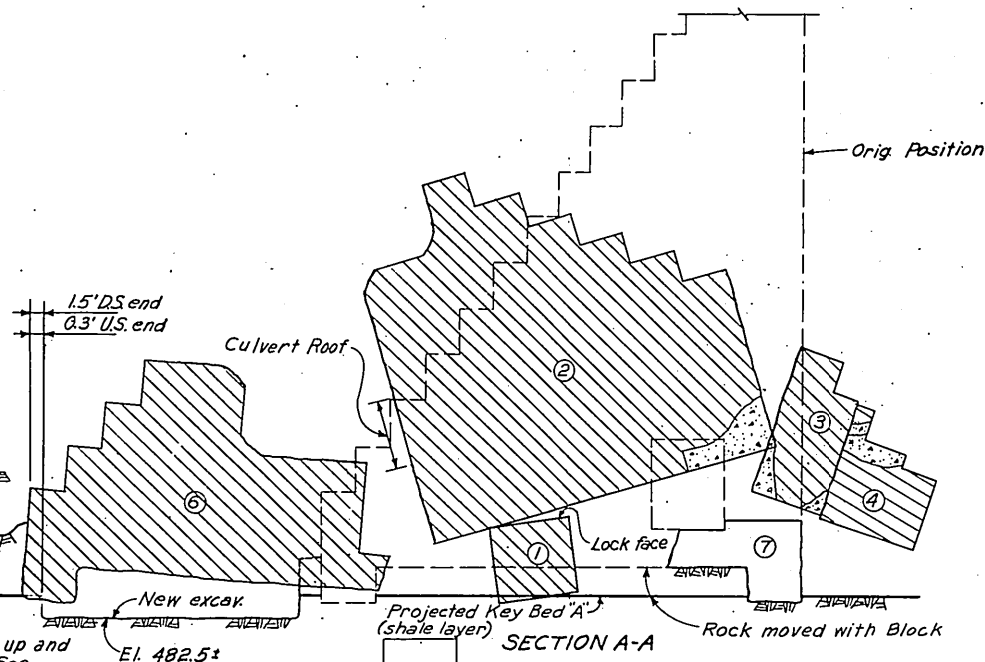 Orig. Position
1.5' D.S. end
0.3' U.S. end
Culvert Roof
2
3
6
4
1
Lock face
7
New excav.
Projected Key Bed "A"
(shale layer)
SECTION A-A
Rock moved with Block
up and
El. 482.5±